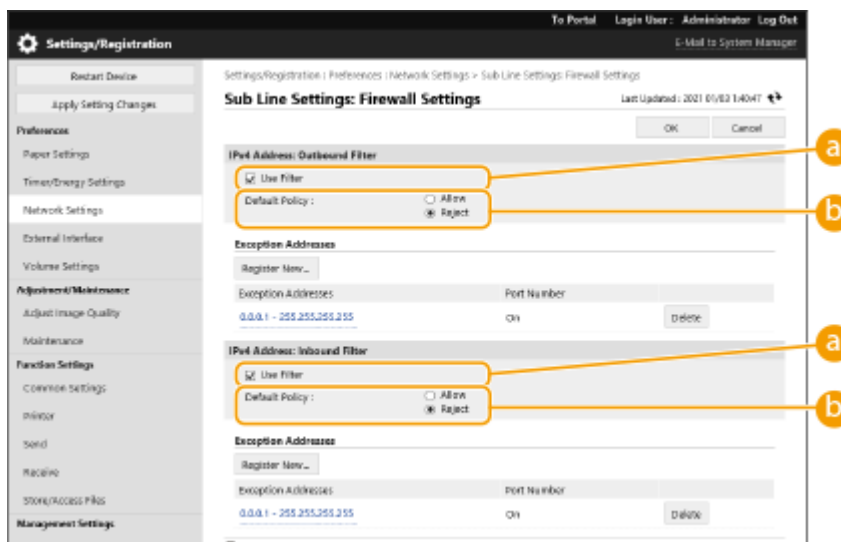 To Portal Login User : Administrator Log Out
Settings/Registration
E-Mail to System Manager
Restart Device
Apply Setting Changes
Preferences
Paper Settings
Timer/Energy Settings
Network Settings
External Interface
Volume Settings
Adjustment/Maintenance
Adjust Image Quality
Maintenance
Function Settings
Common Settings
Printer
Send
Receive
Store/Access Files
Management Settings
Settings/Registration : Preferences : Network Settings > Sub Line Settings: Firewall Settings
Sub Line Settings: Firewall Settings
Last Updated : 2021 01/03 1:40:47
OK
Cancel
IPv4 Address: Outbound Filter
Use Filter
a
Default Policy :
Allow
Reject
b
Exception Addresses
Register New...
Exception Addresses Port Number
0.0.0.1 - 255.255.255.255 On Delete
IPv4 Address: Inbound Filter
Use Filter
a
Default Policy :
Allow
Reject
b
Exception Addresses
Register New...
Exception Addresses Port Number
0.0.0.1 - 255.255.255.255 On Delete